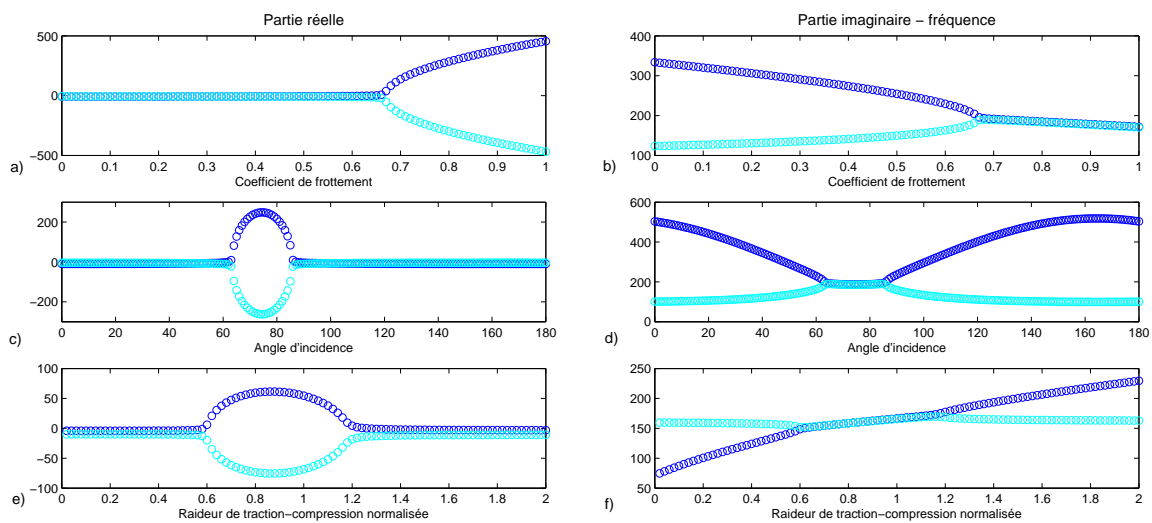 Partie réelle
Partie imaginaire − fréquence
500
0
−500
a)
0 0.1 0.2 0.3 0.4 0.5 0.6 0.7 0.8 0.9 1
Coefficient de frottement
400
300
200
100
b)
0 0.1 0.2 0.3 0.4 0.5 0.6 0.7 0.8 0.9 1
Coefficient de frottement
200
0
−200
c)
0 20 40 60 80 100 120 140 160 180
Angle d'incidence
600
400
200
0
d)
0 20 40 60 80 100 120 140 160 180
Angle d'incidence
100
50
0
−50
−100
e)
0 0.2 0.4 0.6 0.8 1 1.2 1.4 1.6 1.8 2
Raideur de traction−compression normalisée
250
200
150
100
50
f)
0 0.2 0.4 0.6 0.8 1 1.2 1.4 1.6 1.8 2
Raideur de traction−compression normalisée